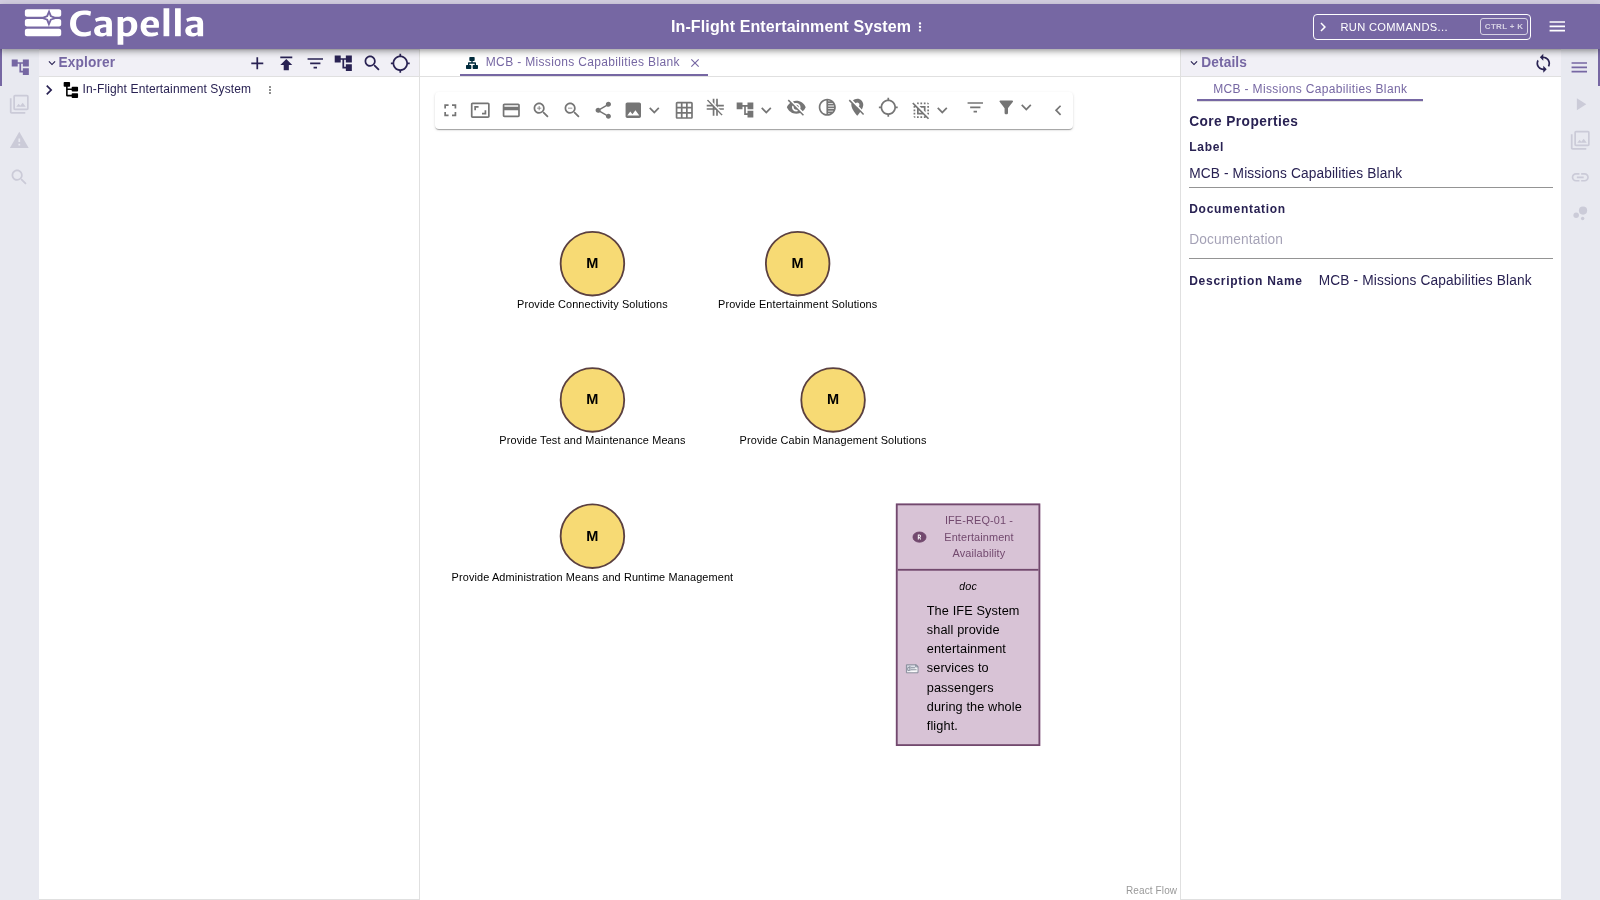 Capella
In-Flight Entertainment System
RUN COMMANDS...
CTRL + K
Explorer
In-Flight Entertainment System
MCB - Missions Capabilities Blank
M
Provide Connectivity Solutions
M
Provide Entertainment Solutions
M
Provide Test and Maintenance Means
M
Provide Cabin Management Solutions
M
Provide Administration Means and Runtime Management
R
IFE-REQ-01 -
Entertainment
Availability
doc
The IFE System
shall provide
entertainment
services to
passengers
during the whole
flight.
React Flow
Details
MCB - Missions Capabilities Blank
Core Properties
Label
MCB - Missions Capabilities Blank
Documentation
Documentation
Description Name MCB - Missions Capabilities Blank